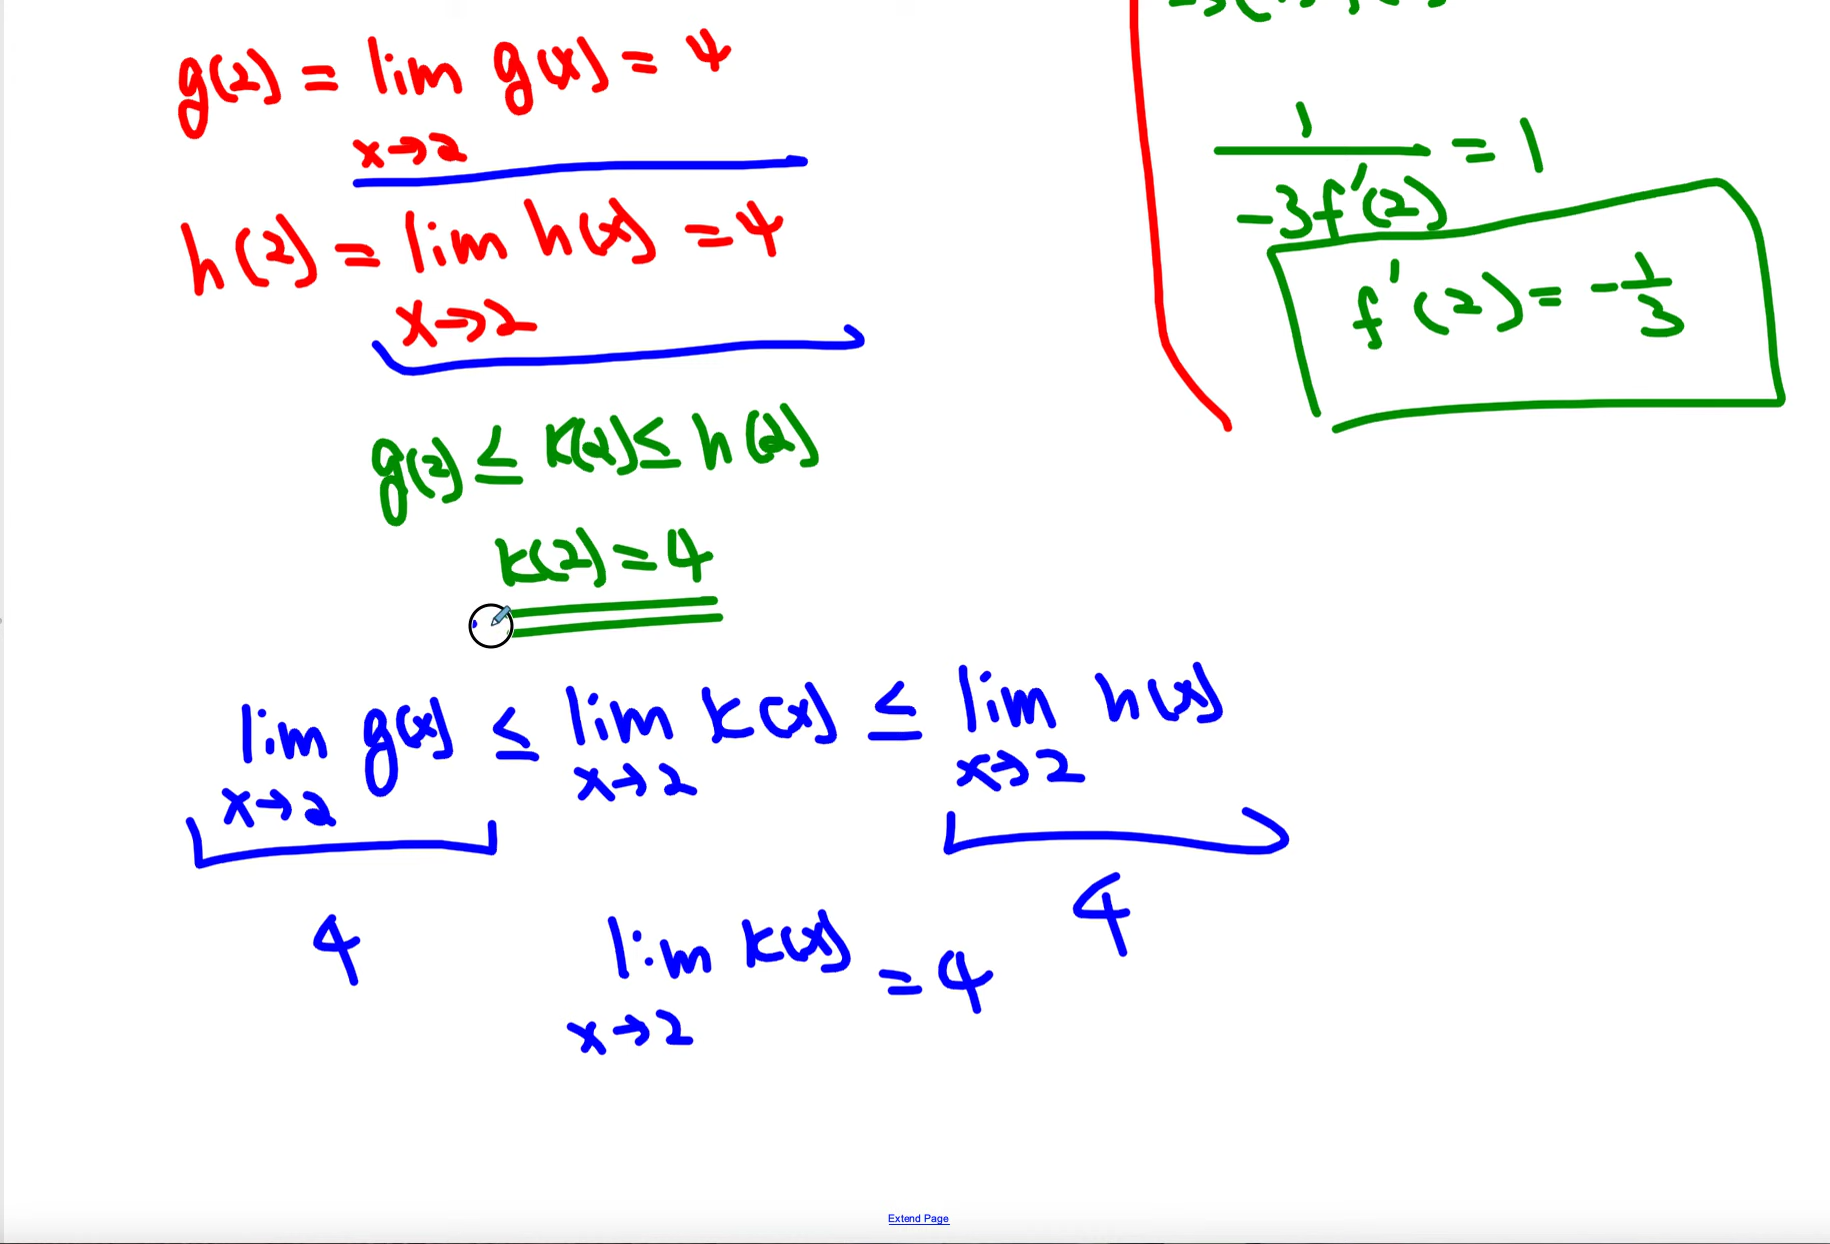 g(2) = lim g(x) = 4
x→2
h(2) = lim h(x) = 4
x→2
g(2) ≤ k(2) ≤ h(2)
k(2) = 4
lim g(x) ≤ lim k(x) ≤ lim h(x)
x→2 x→2 x→2
4 4
lim k(x) = 4
x→2
1
-3f'(2) = 1
f'(2) = -1/3
Extend Page